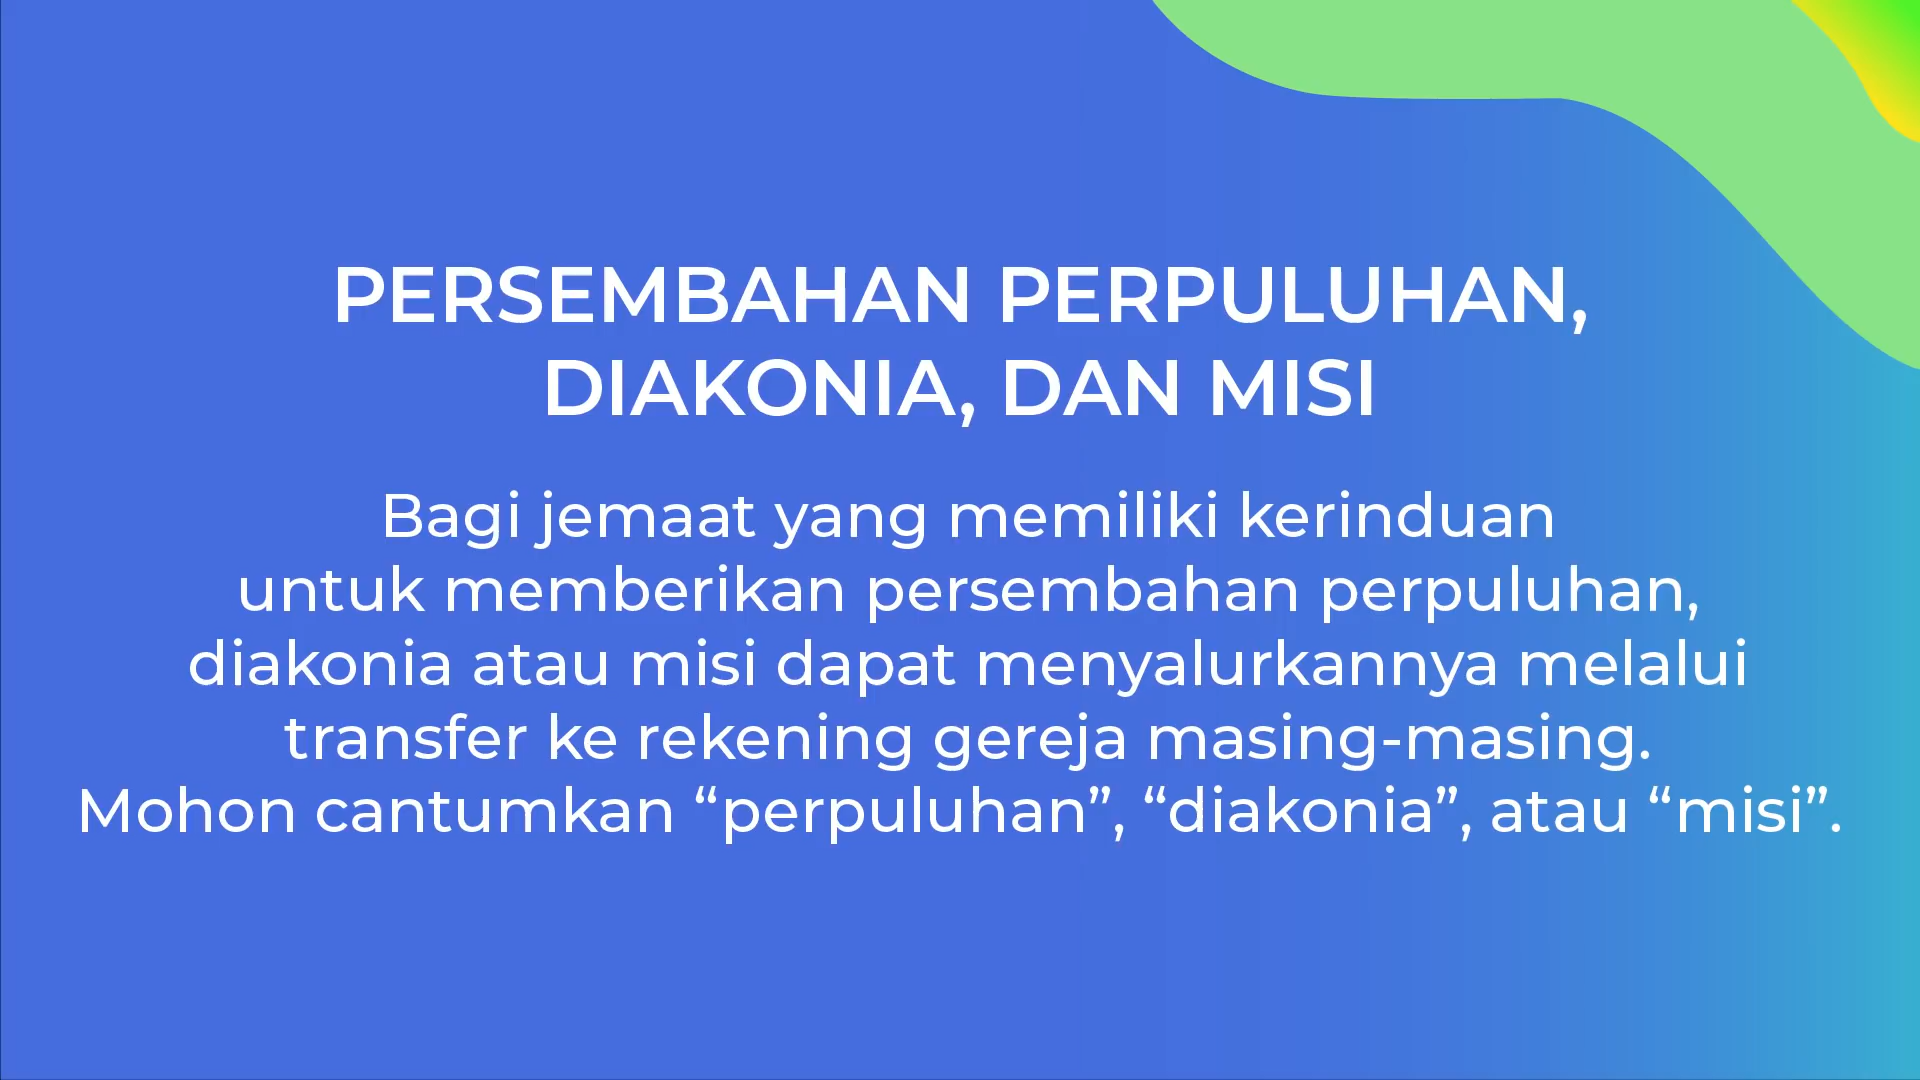 PERSEMBAHAN PERPULUHAN,
DIAKONIA, DAN MISI
Bagi jemaat yang memiliki kerinduan
untuk memberikan persembahan perpuluhan,
diakonia atau misi dapat menyalurkannya melalui
transfer ke rekening gereja masing-masing.
Mohon cantumkan “perpuluhan”, “diakonia”, atau “misi”.